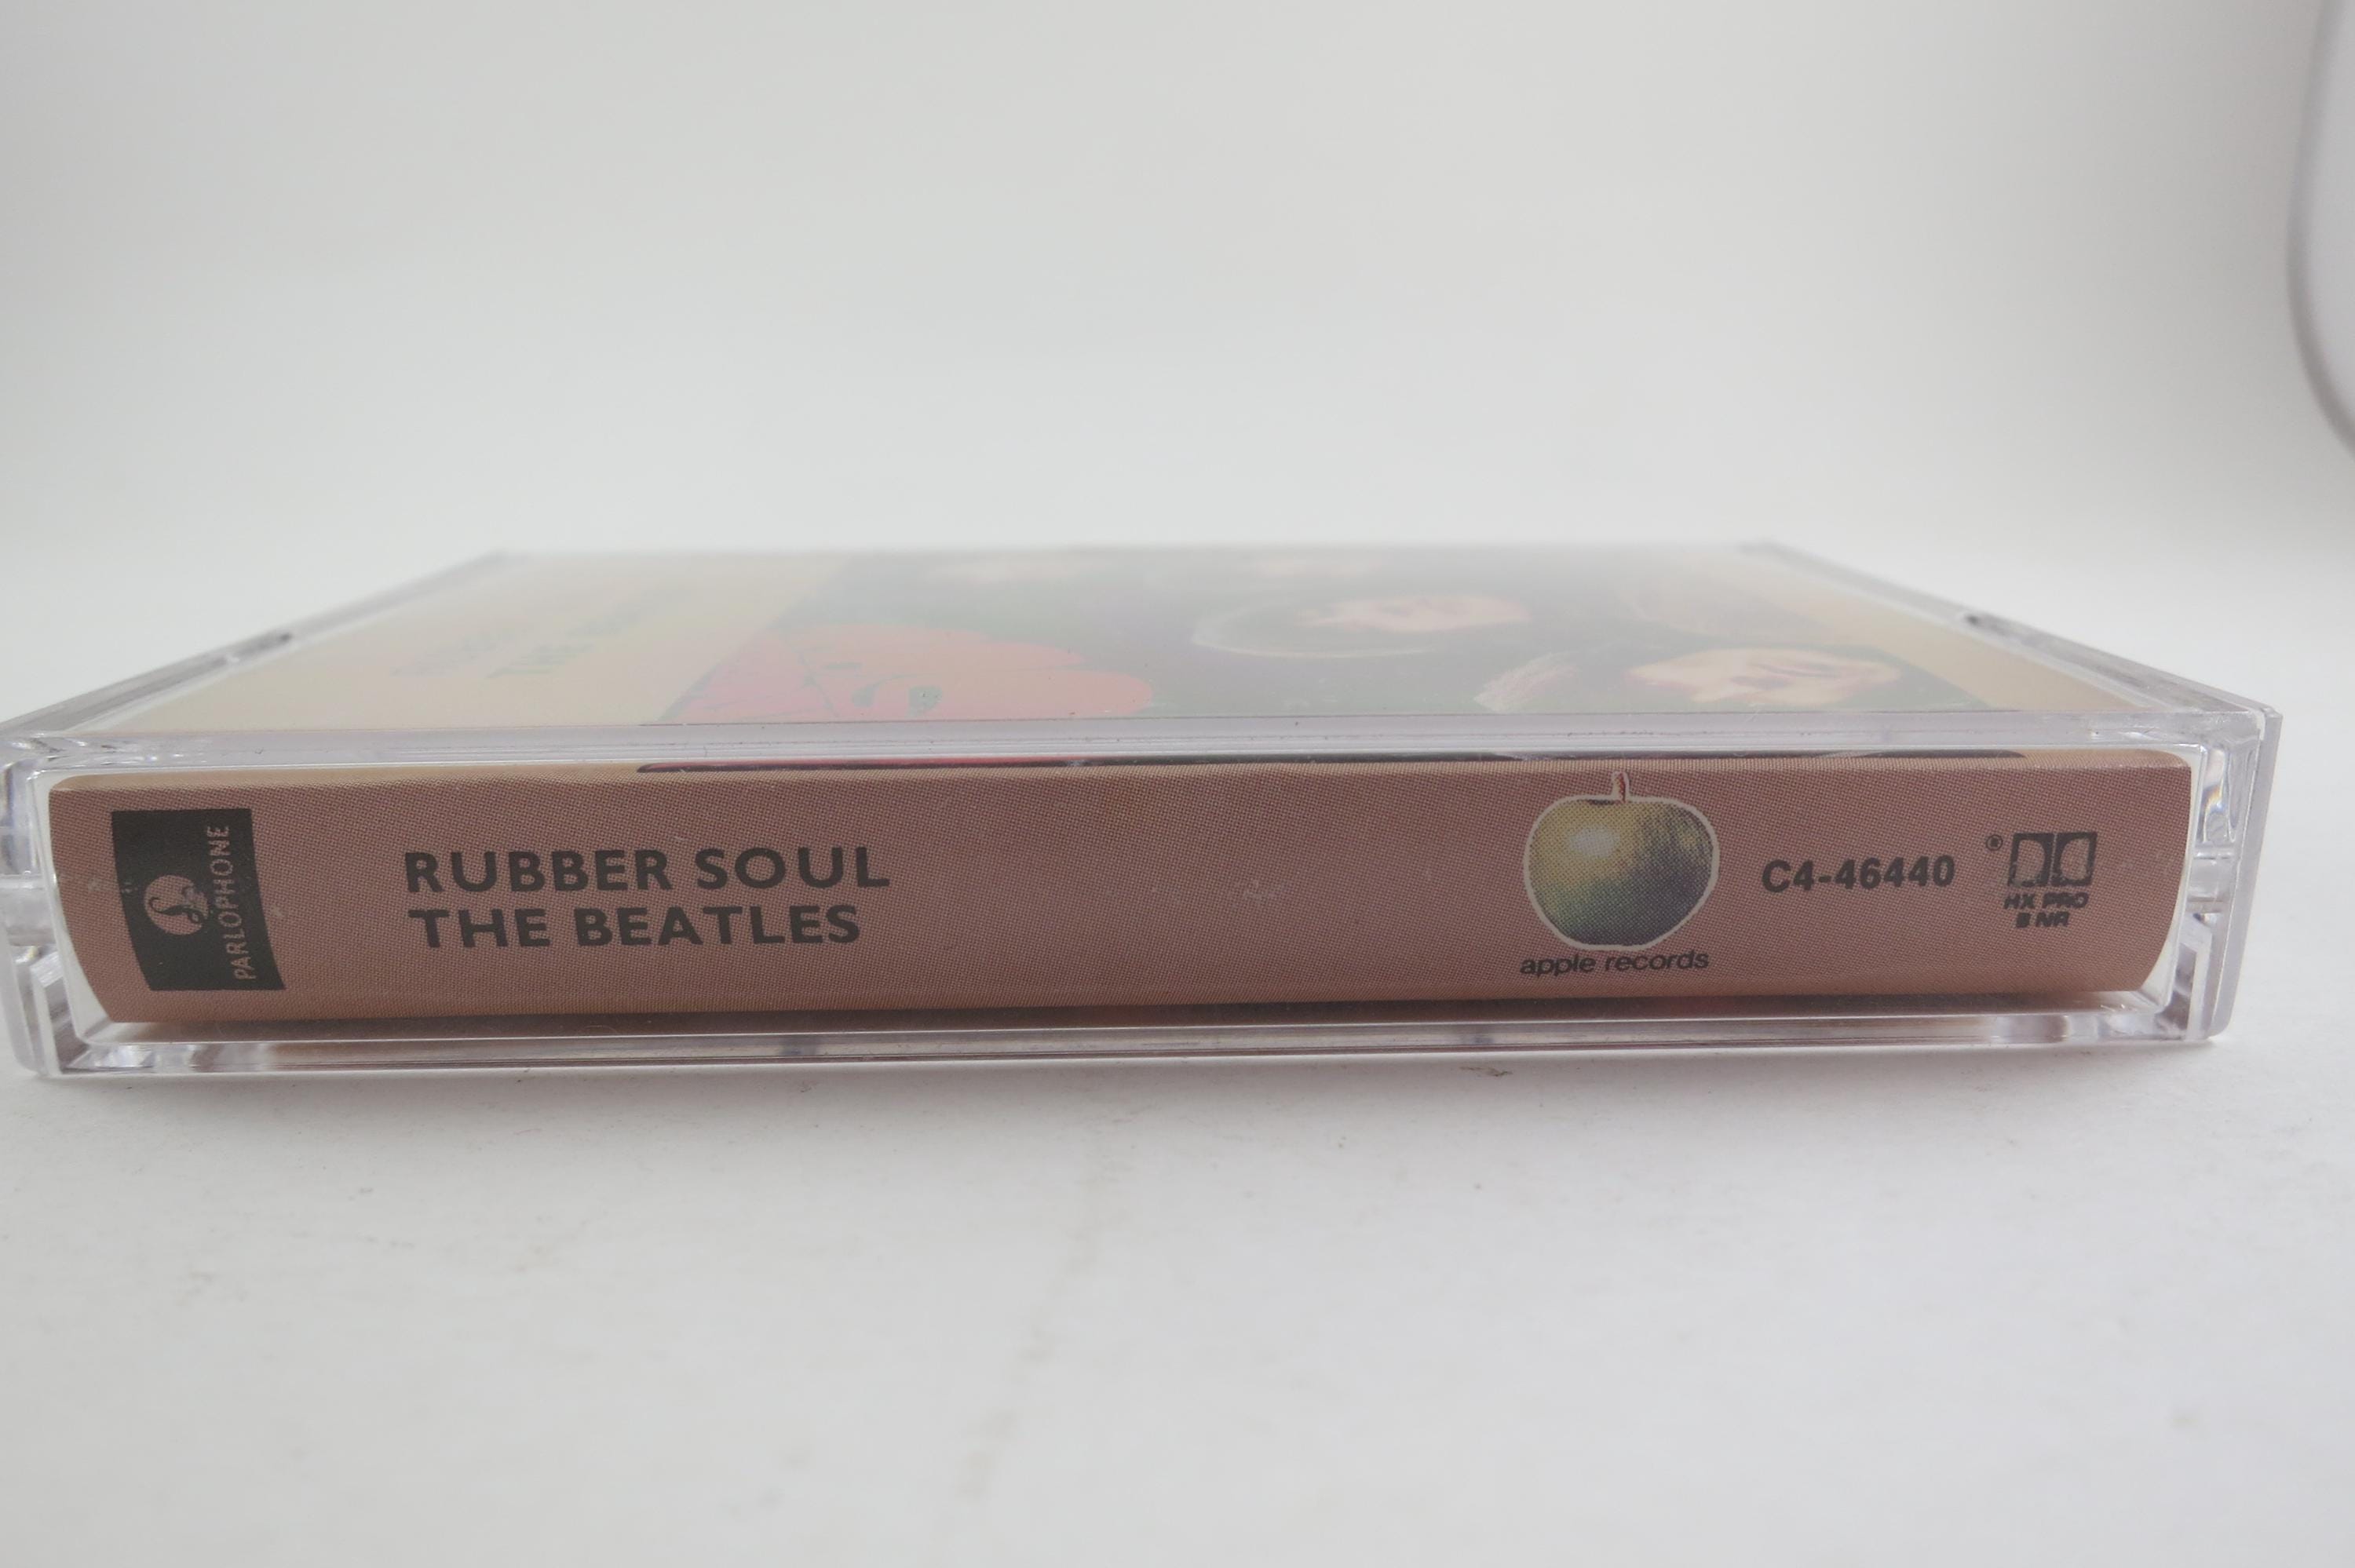 PARLOPHONE
RUBBER SOUL
THE BEATLES
apple records
C4-46440
®
HX PRO
B NR